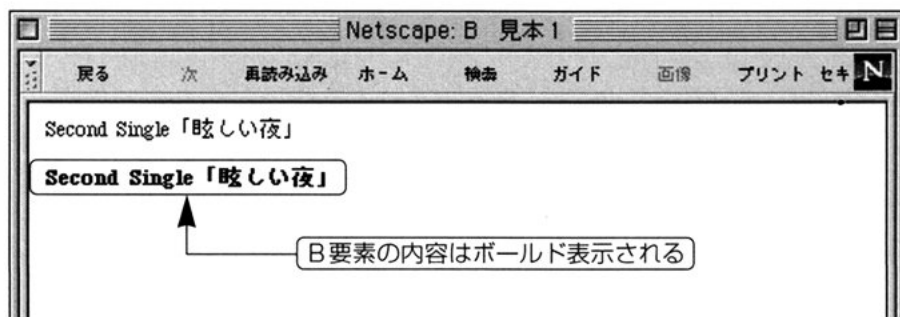 Netscape: B 見本1
戻る 次 再読み込み ホーム 検索 ガイド 画像 プリント セキ N
Second Single「眩しい夜」
Second Single「眩しい夜」
B要素の内容はボールド表示される